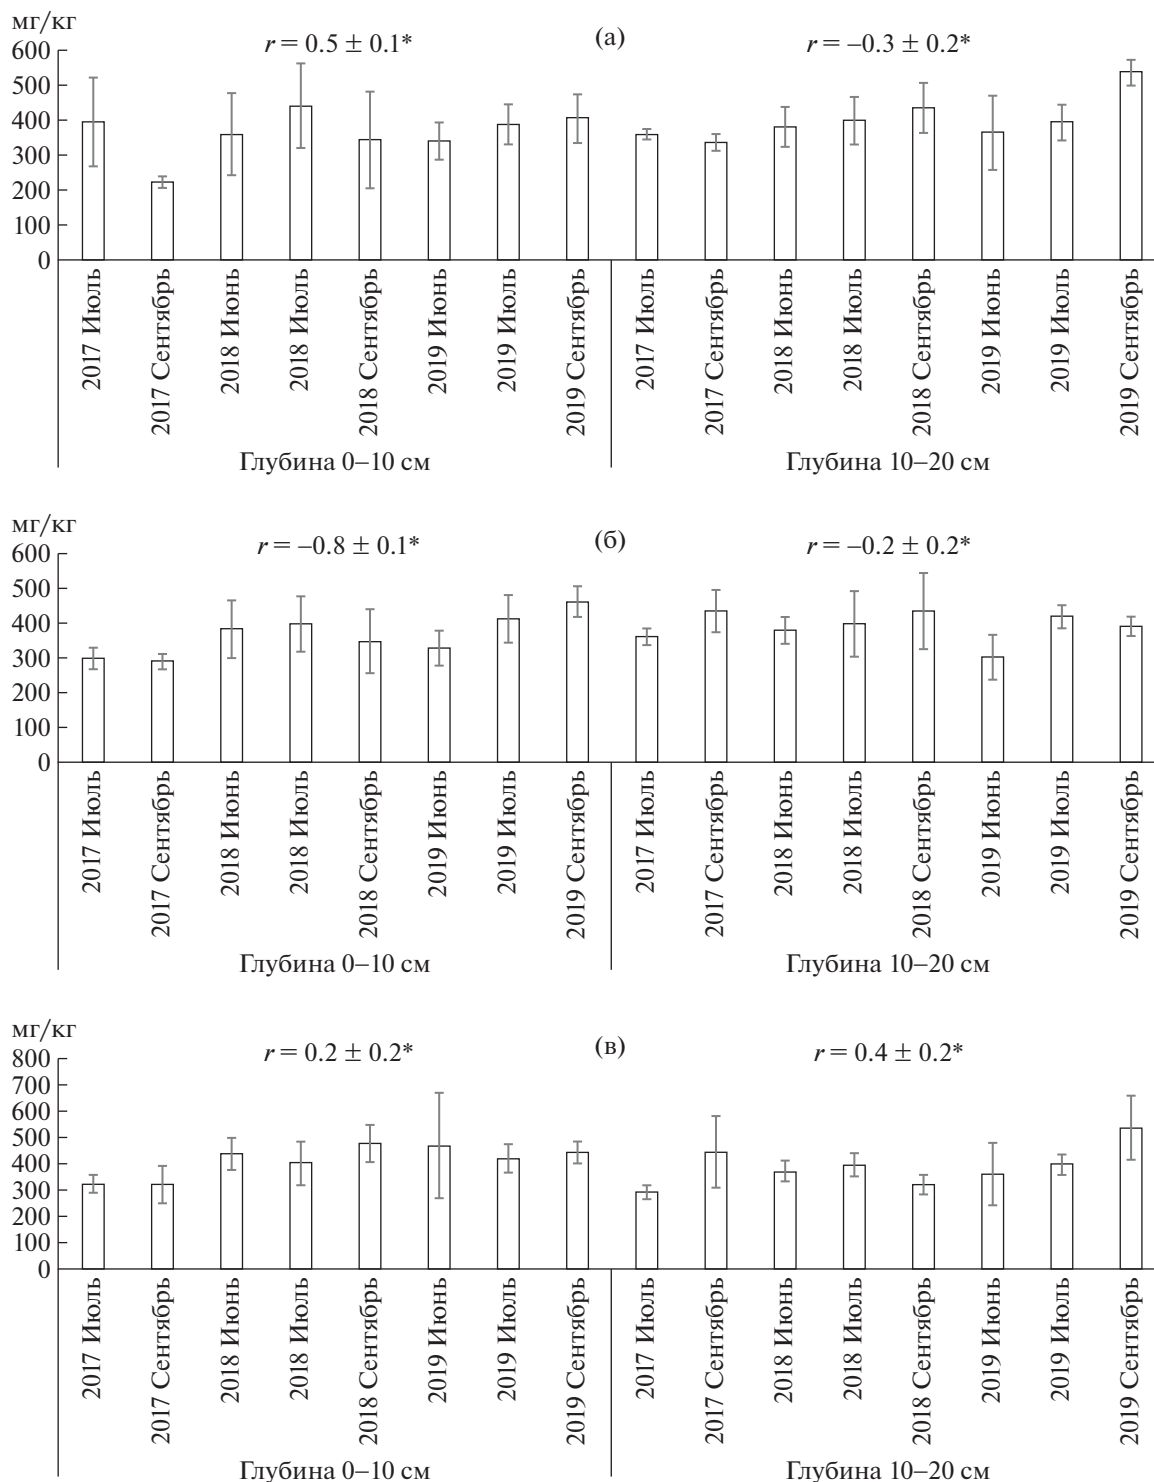 мг/кг
r = 0.5 ± 0.1* (а) r = –0.3 ± 0.2*
600
500
400
300
200
100
0
2017 Июль
2017 Сентябрь
2018 Июнь
2018 Июль
2018 Сентябрь
2019 Июнь
2019 Июль
2019 Сентябрь
2017 Июль
2017 Сентябрь
2018 Июнь
2018 Июль
2018 Сентябрь
2019 Июнь
2019 Июль
2019 Сентябрь
Глубина 0–10 см Глубина 10–20 см
мг/кг
r = –0.8 ± 0.1* (б) r = –0.2 ± 0.2*
600
500
400
300
200
100
0
2017 Июль
2017 Сентябрь
2018 Июнь
2018 Июль
2018 Сентябрь
2019 Июнь
2019 Июль
2019 Сентябрь
2017 Июль
2017 Сентябрь
2018 Июнь
2018 Июль
2018 Сентябрь
2019 Июнь
2019 Июль
2019 Сентябрь
Глубина 0–10 см Глубина 10–20 см
мг/кг
r = 0.2 ± 0.2* (в) r = 0.4 ± 0.2*
800
700
600
500
400
300
200
100
0
2017 Июль
2017 Сентябрь
2018 Июнь
2018 Июль
2018 Сентябрь
2019 Июнь
2019 Июль
2019 Сентябрь
2017 Июль
2017 Сентябрь
2018 Июнь
2018 Июль
2018 Сентябрь
2019 Июнь
2019 Июль
2019 Сентябрь
Глубина 0–10 см Глубина 10–20 см